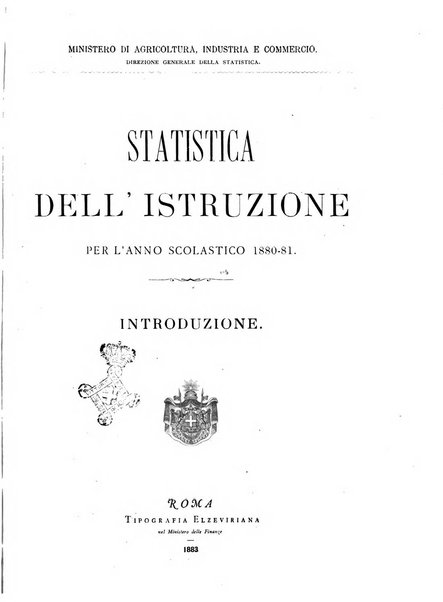 MINISTERO DI AGRICOLTURA, INDUSTRIA E COMMERCIO.
DIREZIONE GENERALE DELLA STATISTICA.
STATISTICA
DELL' ISTRUZIONE
PER L'ANNO SCOLASTICO 1880-81.
INTRODUZIONE.
ROMA
TIPOGRAFIA ELZEVIRIANA
nel Ministero delle Finanze
1883